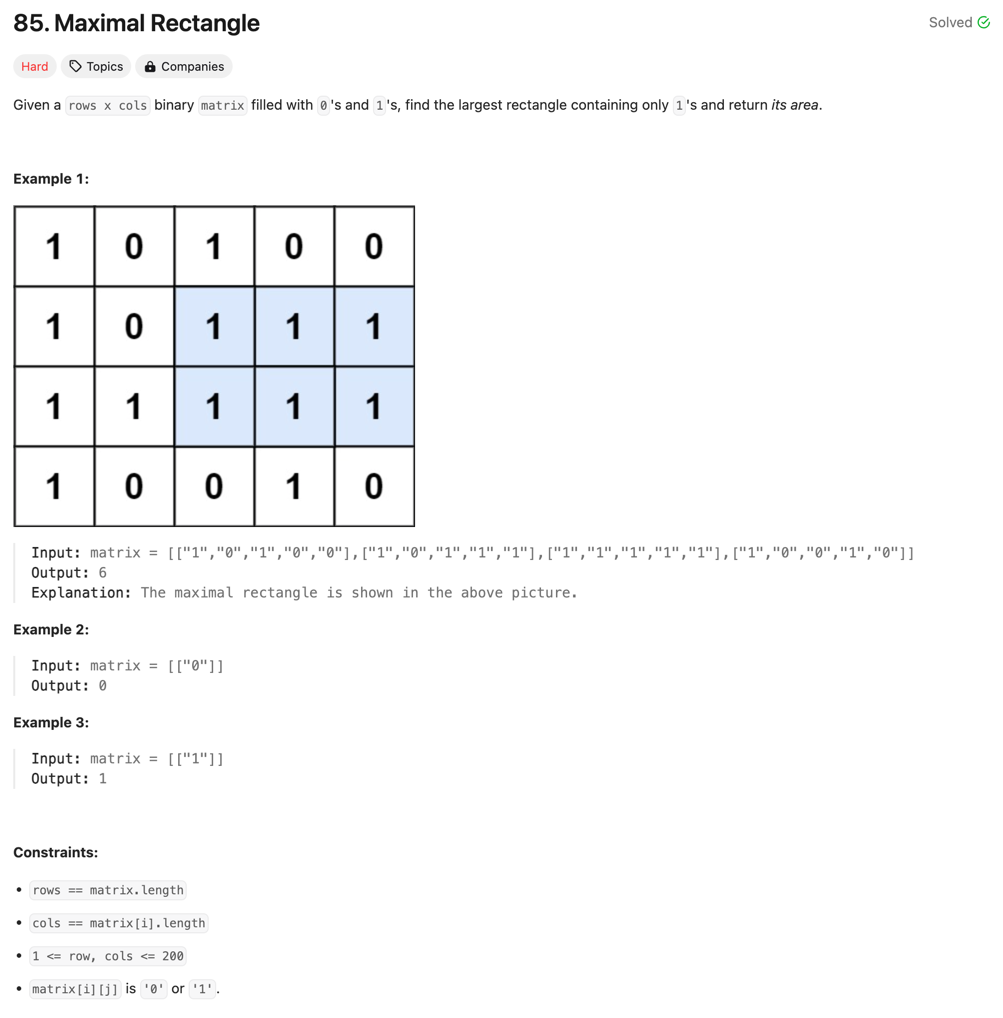 85. Maximal Rectangle
Solved
Hard Topics Companies
Given a rows x cols binary matrix filled with 0's and 1's, find the largest rectangle containing only 1's and return its area.
Example 1:
1 0 1 0 0
1 0 1 1 1
1 1 1 1 1
1 0 0 1 0
Input: matrix = [["1","0","1","0","0"],["1","0","1","1","1"],["1","1","1","1","1"],["1","0","0","1","0"]]
Output: 6
Explanation: The maximal rectangle is shown in the above picture.
Example 2:
Input: matrix = [["0"]]
Output: 0
Example 3:
Input: matrix = [["1"]]
Output: 1
Constraints:
• rows == matrix.length
• cols == matrix[i].length
• 1 <= row, cols <= 200
• matrix[i][j] is '0' or '1'.